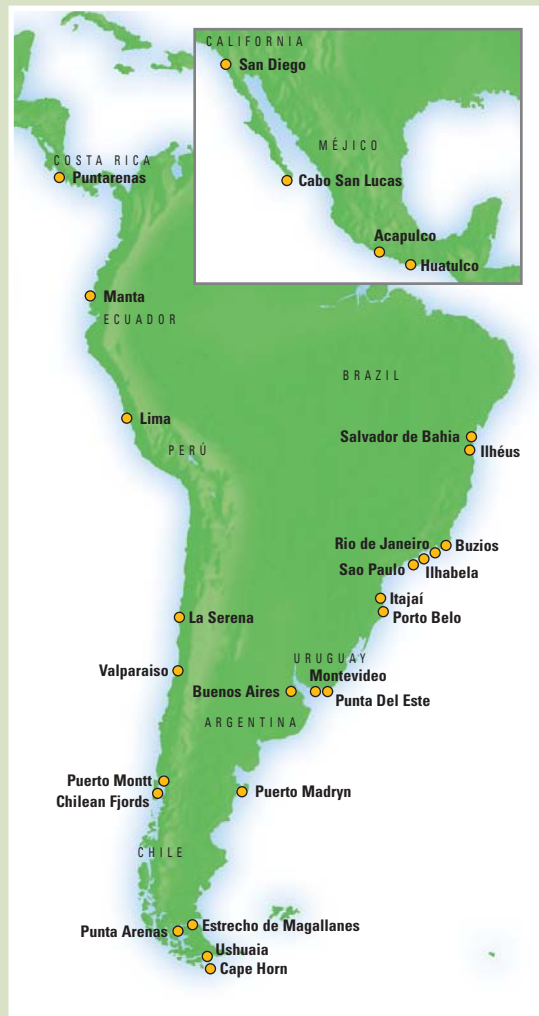 CALIFORNIA
San Diego
MÉJICO
Cabo San Lucas
Acapulco
Huatulco
COSTA RICA
Puntarenas
Manta
ECUADOR
BRAZIL
Lima
PERÚ
Salvador de Bahia
Ilhéus
Rio de Janeiro
Buzios
Sao Paulo
Ilhabela
Itajaí
Porto Belo
La Serena
URUGUAY
Valparaiso
Montevideo
Buenos Aires
Punta Del Este
ARGENTINA
Puerto Montt
Chilean Fjords
Puerto Madryn
CHILE
Estrecho de Magallanes
Punta Arenas
Ushuaia
Cape Horn